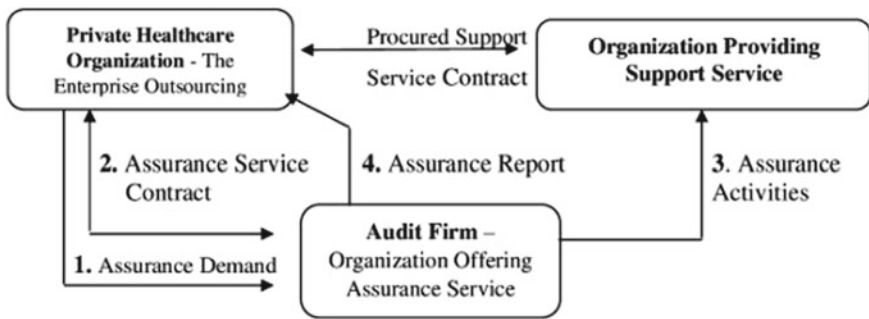 Private Healthcare
Organization - The
Enterprise Outsourcing
Procured Support
Service Contract
Organization Providing
Support Service
2. Assurance Service
Contract
4. Assurance Report
3. Assurance
Activities
1. Assurance Demand
Audit Firm –
Organization Offering
Assurance Service